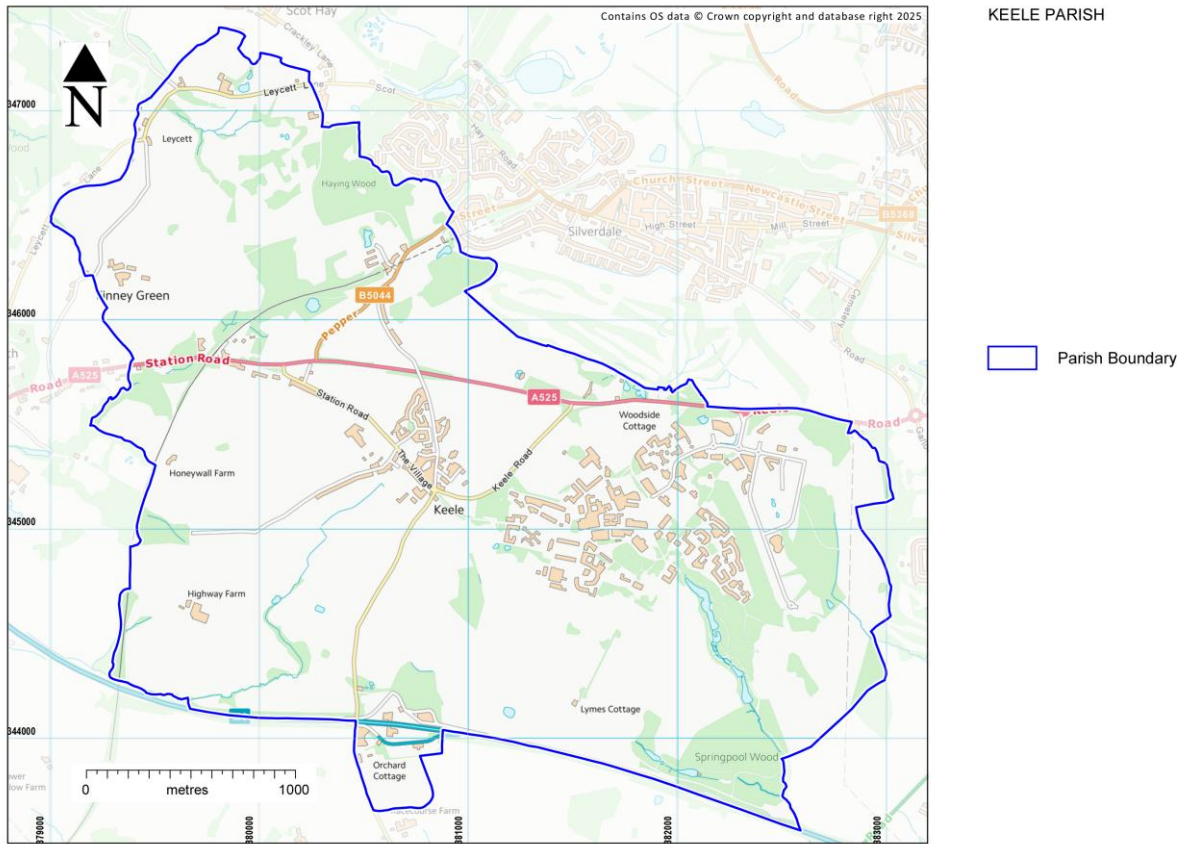 Contains OS data © Crown copyright and database right 2025
KEELE PARISH
Scot Hay
Crackley Lane
Road
N
Leycett
Scot
347000
Hay
Road
Leycett
Lane
Haying Wood
Church Street
Newcastle Street
B5368
Street
High Street
Mill Street
Silverdale
Leycett
Cemetery
Road
B5044
346000
Pepper
Station Road
A525
Road
A525
Parish Boundary
Station Road
Woodside
Cottage
Road
Honeywall Farm
The Village
Keele Road
Keele
345000
Highway Farm
Lymes Cottage
344000
Springpool Wood
Orchard
Cottage
0
metres
1000
379000
380000
381000
382000
383000